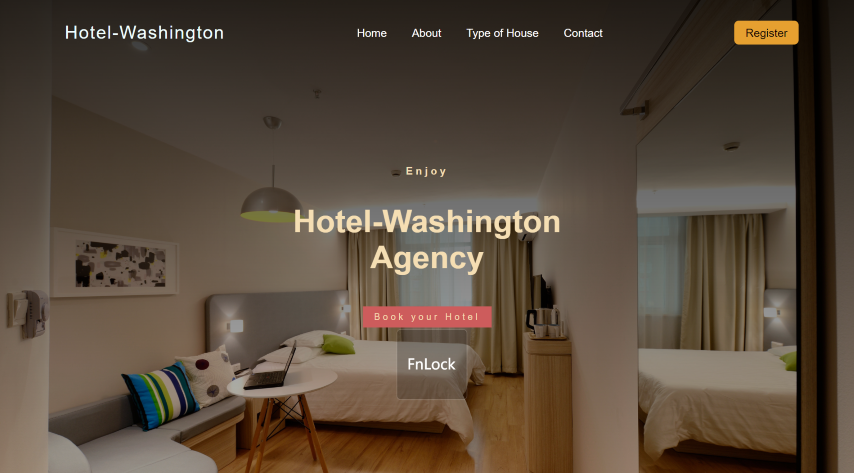 Hotel-Washington
Home About Type of House Contact
Register
Enjoy
Hotel-Washington
Agency
Book your Hotel
FnLock